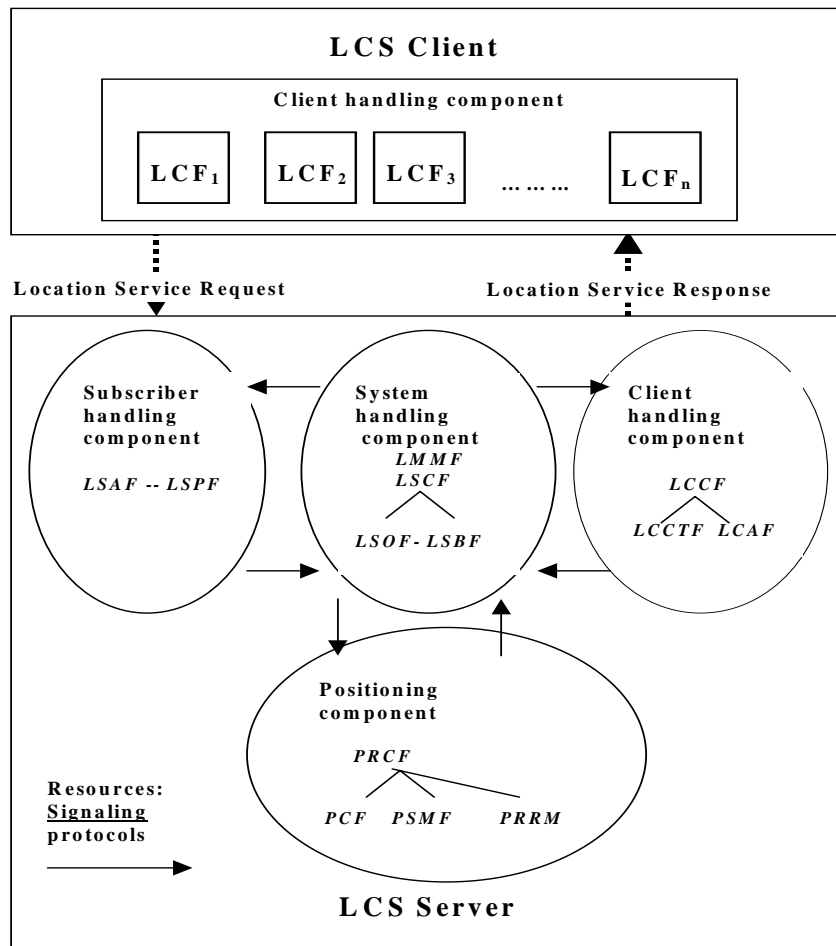 LCS Client
Client handling component
LCF1 LCF2 LCF3 ... ... ... LCFn
Location Service Request
Location Service Response
Subscriber
handling
component
LSAF -- LSPF
System
handling
component
LMMF
LSCF
LSOF - LSBF
Client
handling
component
LCCF
LCCTF LCAF
Positioning
component
PRCF
PCF PSMF PRRM
Resources:
Signaling
protocols
LCS Server